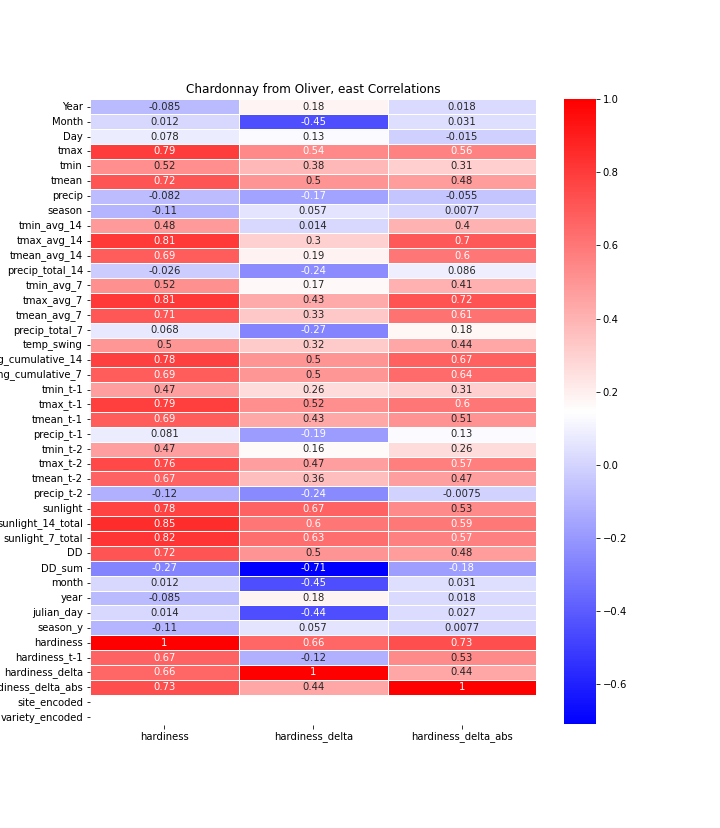 Chardonnay from Oliver, east Correlations
Year -0.085 0.18 0.018
Month 0.012 -0.45 0.031
Day 0.078 0.13 -0.015
tmax 0.79 0.54 0.56
tmin 0.52 0.38 0.31
tmean 0.72 0.5 0.48
precip -0.082 -0.17 -0.055
season -0.11 0.057 0.0077
tmin_avg_14 0.48 0.014 0.4
tmax_avg_14 0.81 0.3 0.7
tmean_avg_14 0.69 0.19 0.6
precip_total_14 -0.026 -0.24 0.086
tmin_avg_7 0.52 0.17 0.41
tmax_avg_7 0.81 0.43 0.72
tmean_avg_7 0.71 0.33 0.61
precip_total_7 0.068 -0.27 0.18
temp_swing 0.5 0.32 0.44
g_cumulative_14 0.78 0.5 0.67
ng_cumulative_7 0.69 0.5 0.64
tmin_t-1 0.47 0.26 0.31
tmax_t-1 0.79 0.52 0.6
tmean_t-1 0.69 0.43 0.51
precip_t-1 0.081 -0.19 0.13
tmin_t-2 0.47 0.16 0.26
tmax_t-2 0.76 0.47 0.57
tmean_t-2 0.67 0.36 0.47
precip_t-2 -0.12 -0.24 -0.0075
sunlight 0.78 0.67 0.53
sunlight_14_total 0.85 0.6 0.59
sunlight_7_total 0.82 0.63 0.57
DD 0.72 0.5 0.48
DD_sum -0.27 -0.71 -0.18
month 0.012 -0.45 0.031
year -0.085 0.18 0.018
julian_day 0.014 -0.44 0.027
season_y -0.11 0.057 0.0077
hardiness 1 0.66 0.73
hardiness_t-1 0.67 -0.12 0.53
hardiness_delta 0.66 1 0.44
diness_delta_abs 0.73 0.44 1
site_encoded
variety_encoded
hardiness hardiness_delta hardiness_delta_abs
1.0
0.8
0.6
0.4
0.2
0.0
−0.2
−0.4
−0.6